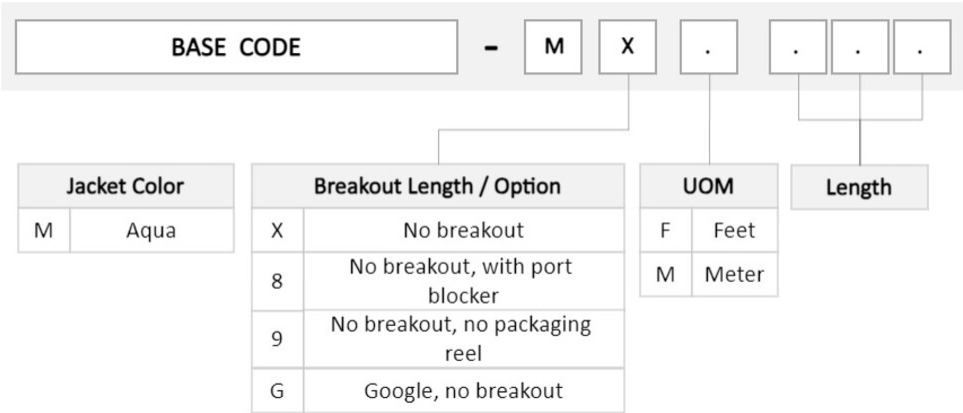 BASE CODE - M X . . . .
Jacket Color
M Aqua
Breakout Length / Option
X No breakout
8 No breakout, with port
blocker
9 No breakout, no packaging
reel
G Google, no breakout
UOM
F Feet
M Meter
Length